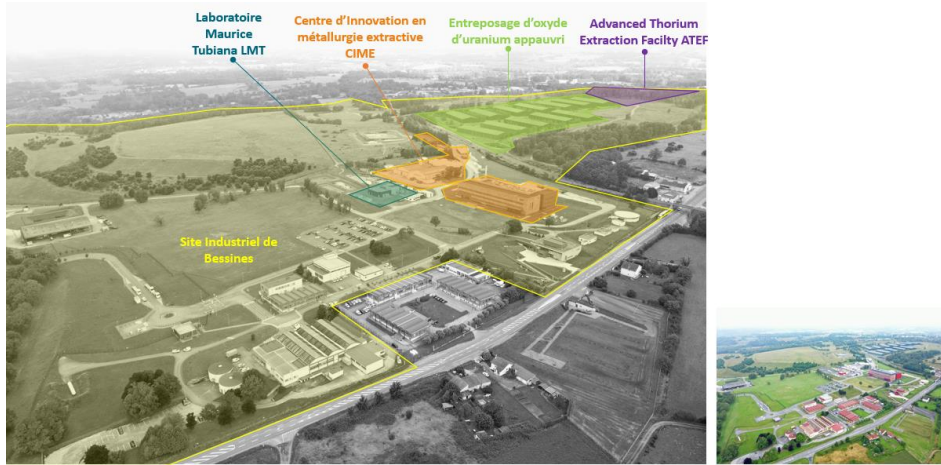 Laboratoire
Maurice
Tubiana LMT
Centre d'Innovation en
métallurgie extractive
CIME
Entreposage d'oxyde
d'uranium appauvri
Advanced Thorium
Extraction Facilty ATEF
Site Industriel de
Bessines